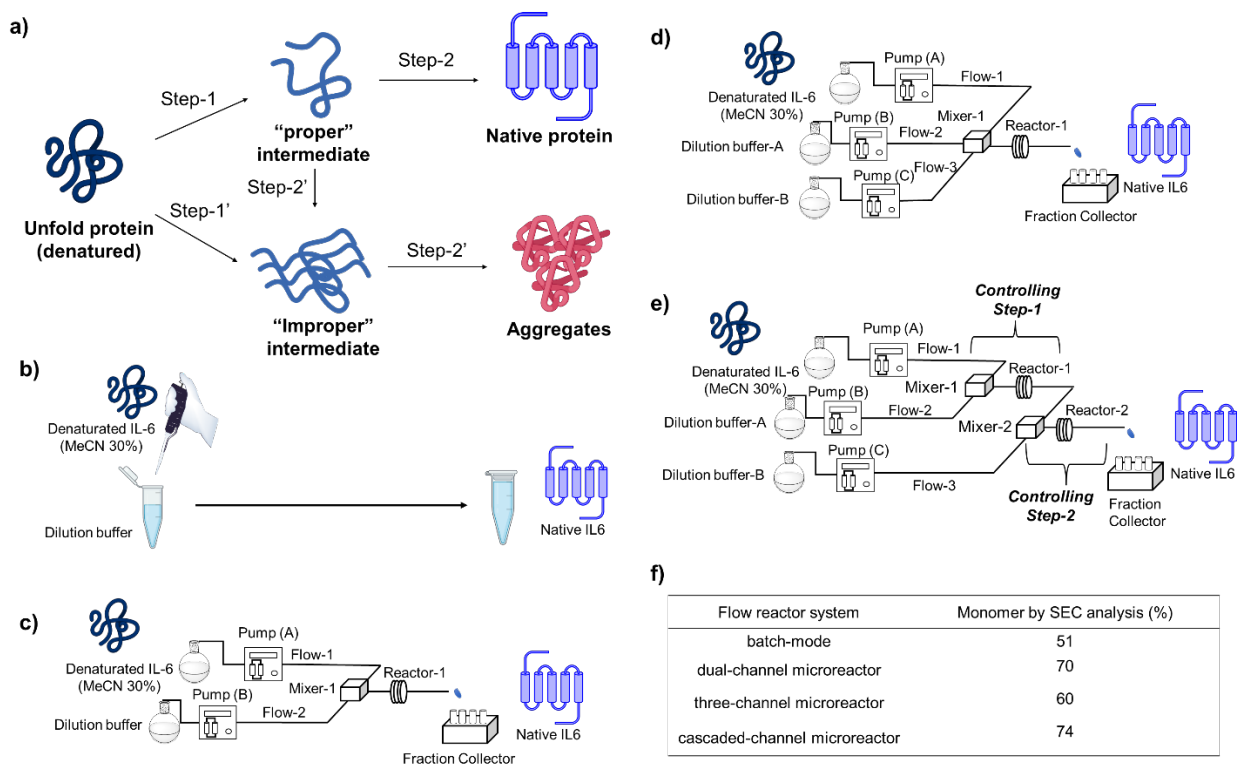 a)
Step-1
"proper"
intermediate
Step-2
Native protein
Unfold protein
(denatured)
Step-1'
Step-2'
"Improper"
intermediate
Step-2'
Aggregates
b)
Denaturated IL-6
(MeCN 30%)
Dilution buffer
Native IL6
c)
Denaturated IL-6
(MeCN 30%)
Pump (A)
Flow-1
Mixer-1
Reactor-1
Pump (B)
Dilution buffer
Flow-2
Fraction Collector
Native IL6
d)
Denaturated IL-6
(MeCN 30%)
Pump (A)
Flow-1
Mixer-1
Reactor-1
Dilution buffer-A
Pump (B)
Flow-2
Dilution buffer-B
Pump (C)
Flow-3
Native IL6
Fraction Collector
e)
Controlling
Step-1
Denaturated IL-6
(MeCN 30%)
Pump (A)
Flow-1
Mixer-1
Reactor-1
Dilution buffer-A
Pump (B)
Flow-2
Mixer-2
Reactor-2
Dilution buffer-B
Pump (C)
Flow-3
Controlling
Step-2
Fraction
Collector
Native IL6
f)
Flow reactor system Monomer by SEC analysis (%)
batch-mode 51
dual-channel microreactor 70
three-channel microreactor 60
cascaded-channel microreactor 74